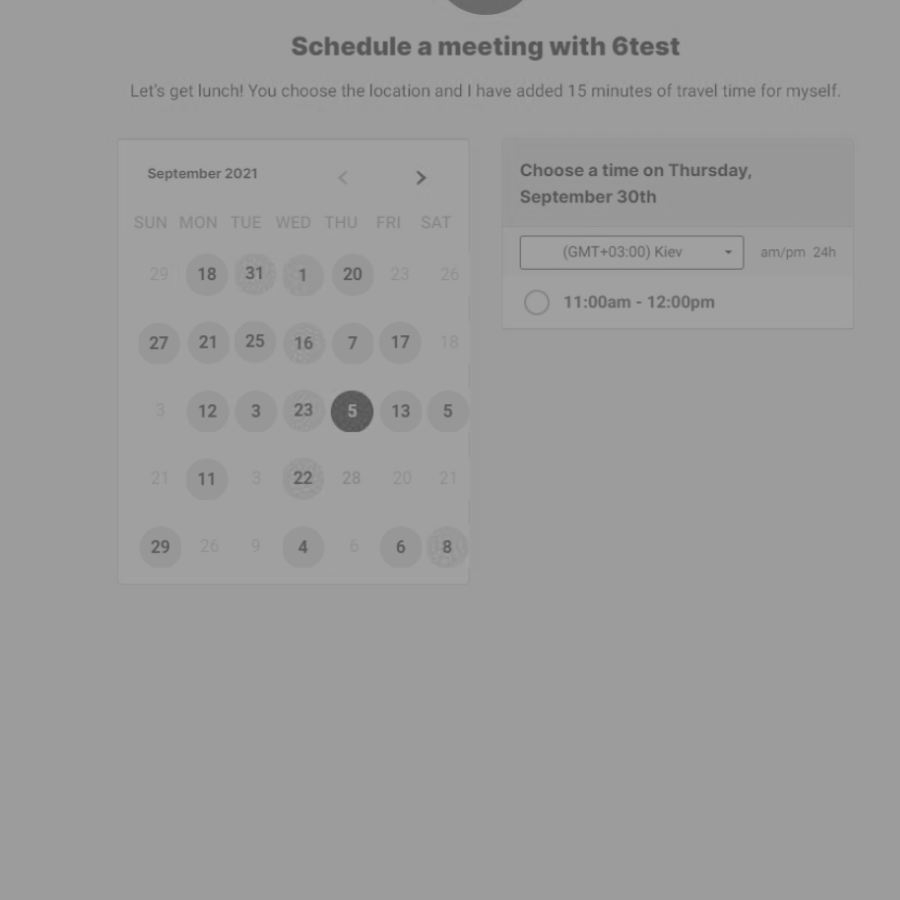 Schedule a meeting with 6test
Let's get lunch! You choose the location and I have added 15 minutes of travel time for myself.
September 2021
SUN MON TUE WED THU FRI SAT
29 18 31 1 20 23 26
27 21 25 16 7 17 18
3 12 3 23 5 13 5
21 11 3 22 28 20 21
29 26 9 4 6 6 8
Choose a time on Thursday,
September 30th
(GMT+03:00) Kiev am/pm 24h
11:00am - 12:00pm